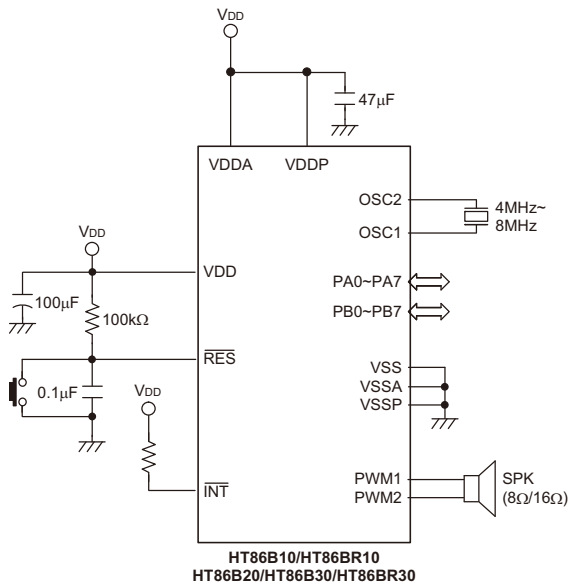 VDD
47μF
VDDA
VDDP
OSC2
4MHz~
8MHz
OSC1
VDD
VDD
PA0~PA7
100μF
PB0~PB7
100kΩ
RES
VSS
0.1μF
VDD
VSSA
VSSP
INT
PWM1
SPK
PWM2
(8Ω/16Ω)
HT86B10/HT86BR10
HT86B20/HT86B30/HT86BR30